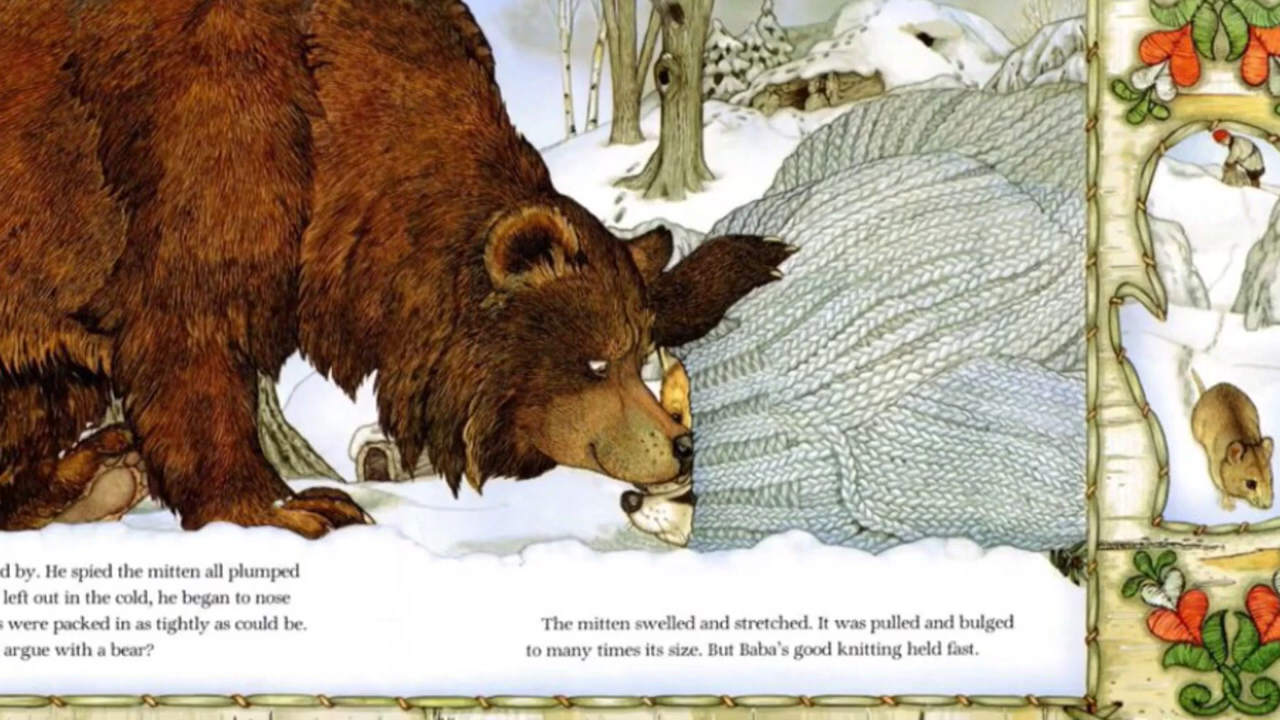 d by. He spied the mitten all plumped
left out in the cold, he began to nose
s were packed in as tightly as could be.
argue with a bear?
The mitten swelled and stretched. It was pulled and bulged
to many times its size. But Baba's good knitting held fast.